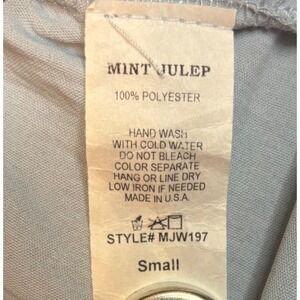 MINT JULEP
100% POLYESTER
HAND WASH
WITH COLD WATER
DO NOT BLEACH
COLOR SEPARATE
HANG OR LINE DRY
LOW IRON IF NEEDED
MADE IN U.S.A.
STYLE# MJW197
Small